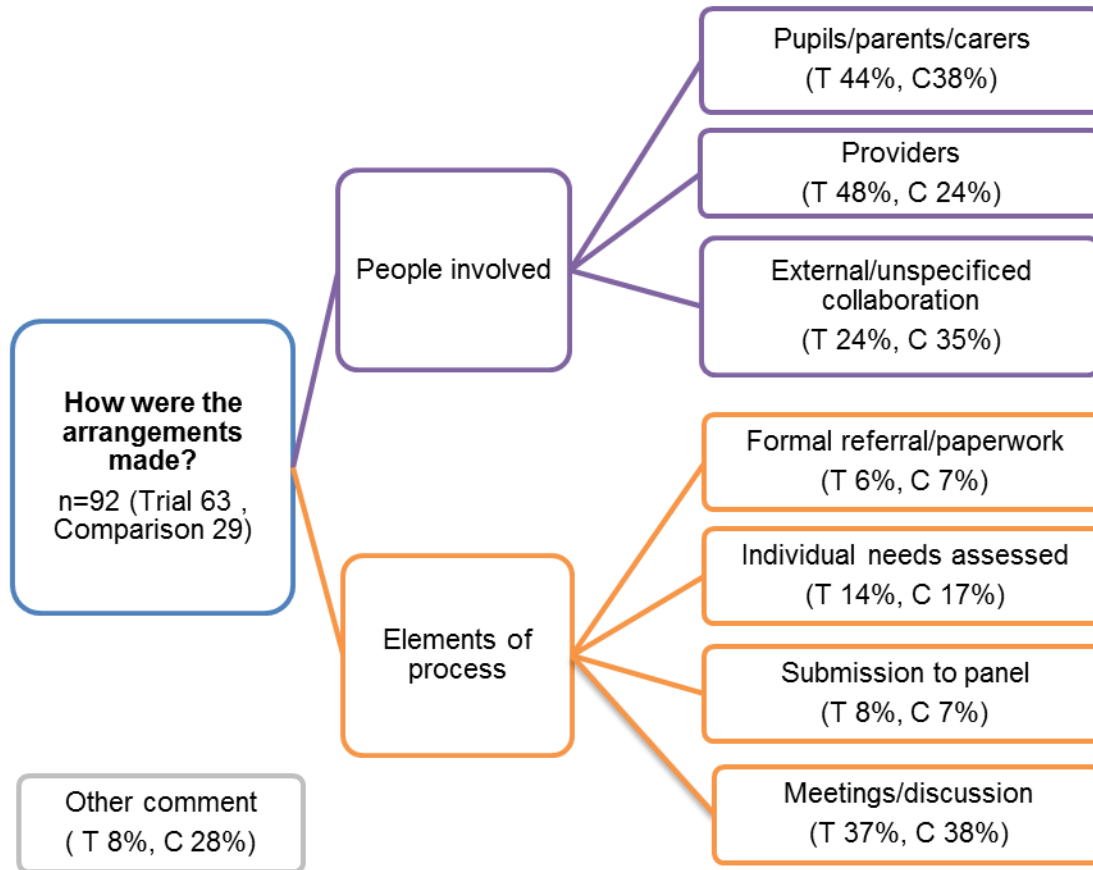 How were the
arrangements
made?
n=92 (Trial 63 ,
Comparison 29)
People involved
Pupils/parents/carers
(T 44%, C38%)
Providers
(T 48%, C 24%)
External/unspecificed
collaboration
(T 24%, C 35%)
Elements of
process
Formal referral/paperwork
(T 6%, C 7%)
Individual needs assessed
(T 14%, C 17%)
Submission to panel
(T 8%, C 7%)
Meetings/discussion
(T 37%, C 38%)
Other comment
( T 8%, C 28%)